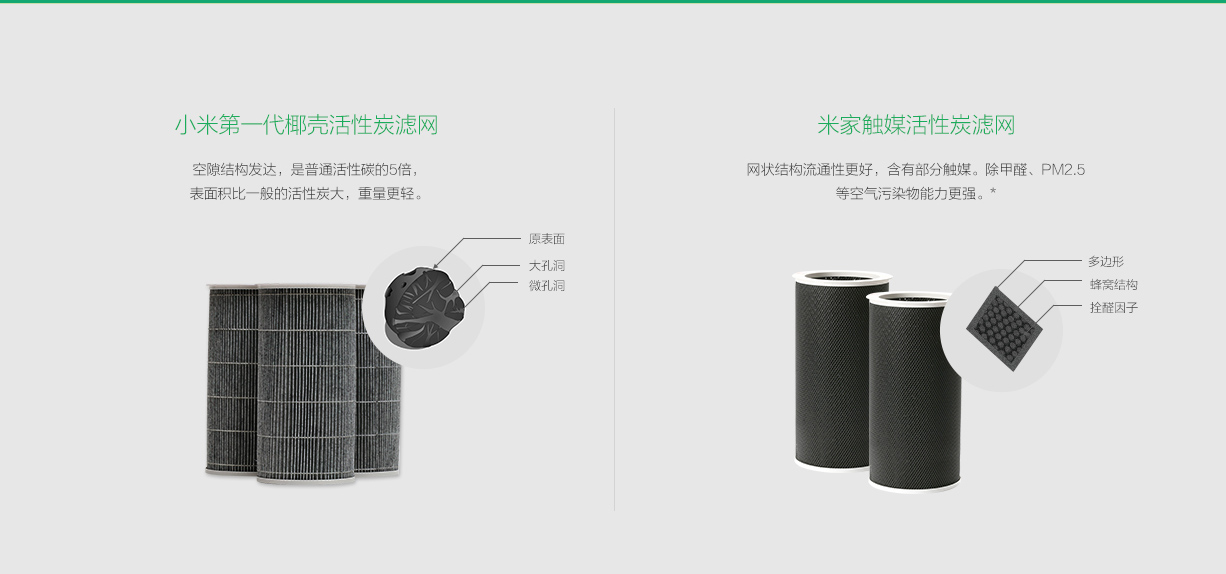 小米第一代椰壳活性炭滤网
空隙结构发达，是普通活性碳的5倍，
表面积比一般的活性炭大，重量更轻。
原表面
大孔洞
微孔洞
米家触媒活性炭滤网
网状结构流通性更好，含有部分触媒。除甲醛、PM2.5
等空气污染物能力更强。*
多边形
蜂窝结构
拴醛因子